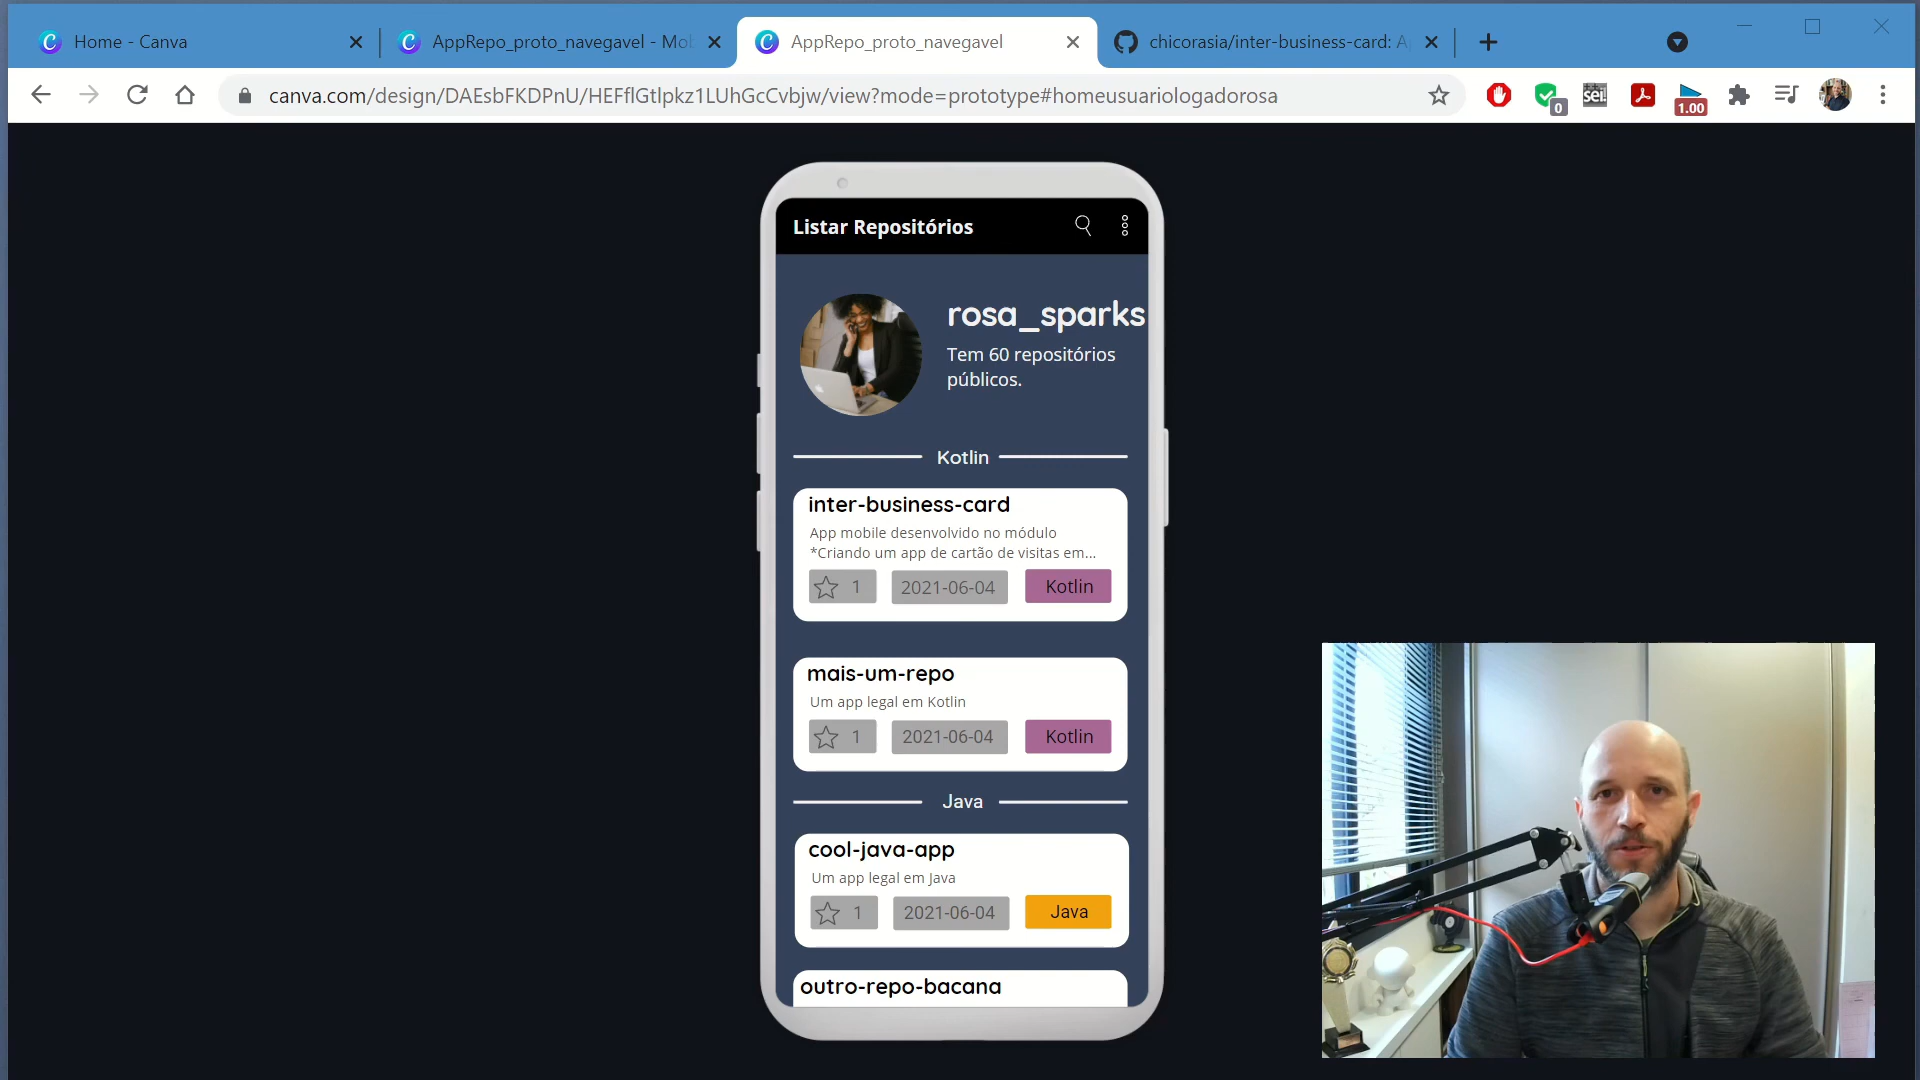 Home - Canva
AppRepo_proto_navegavel - Mob
AppRepo_proto_navegavel
chicorasia/inter-business-card: A
canva.com/design/DAEsbFKDPnU/HEFflGtlpkz1LUhGcCvbjw/view?mode=prototype#homeusuariologadorosa
0
sei!
1.00
Listar Repositórios
rosa_sparks
Tem 60 repositórios
públicos.
Kotlin
inter-business-card
App mobile desenvolvido no módulo
*Criando um app de cartão de visitas em...
1 2021-06-04 Kotlin
mais-um-repo
Um app legal em Kotlin
1 2021-06-04 Kotlin
Java
cool-java-app
Um app legal em Java
1 2021-06-04 Java
outro-repo-bacana